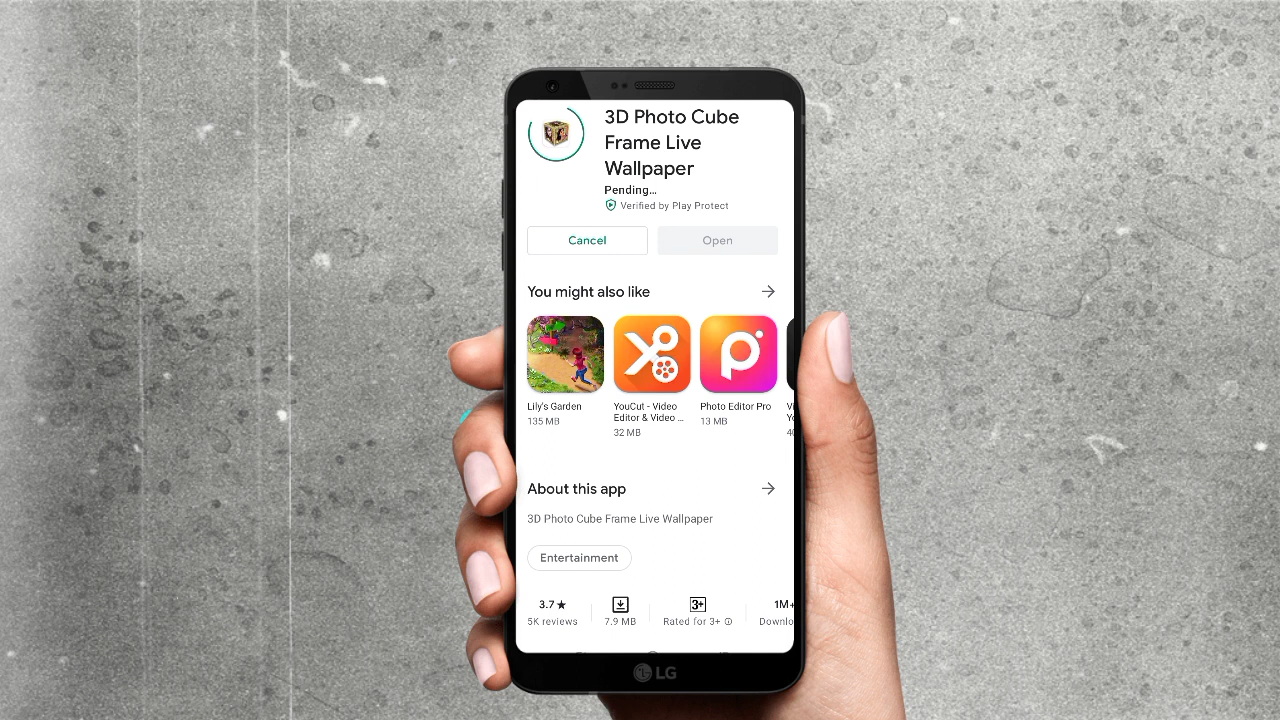 3D Photo Cube
Frame Live
Wallpaper
Pending...
Verified by Play Protect
Cancel
Open
You might also like
Lily's Garden
135 MB
YouCut - Video
Editor & Video ...
32 MB
Photo Editor Pro
13 MB
About this app
3D Photo Cube Frame Live Wallpaper
Entertainment
3.7★
5K reviews
7.9 MB
3+
Rated for 3+
1M+
Downlo
LG